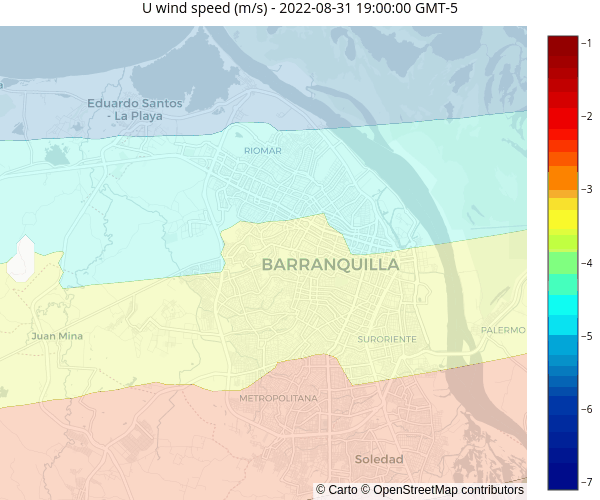 U wind speed (m/s) - 2022-08-31 19:00:00 GMT-5
Eduardo Santos
- La Playa
RIOMAR
BARRANQUILLA
Juan Mina
SURORIENTE
PALERMO
METROPOLITANA
Soledad
© Carto © OpenStreetMap contributors
−1
−2
−3
−4
−5
−6
−7